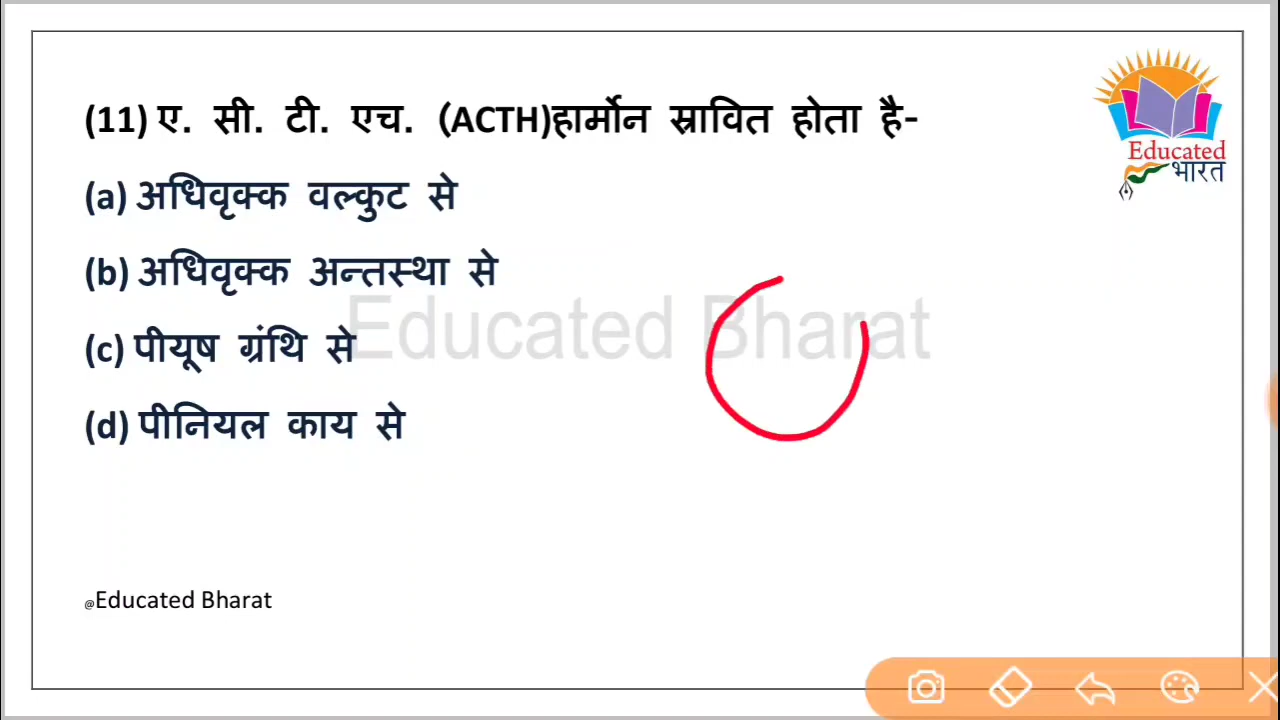 (11) ए. सी. टी. एच. (ACTH)हार्मोन स्रावित होता है-
(a) अधिवृक्क वल्कुट से
(b) अधिवृक्क अन्तस्था से
(c) पीयूष ग्रंथि से
(d) पीनियल काय से
Educated Bharat
Educated
भारत
@Educated Bharat